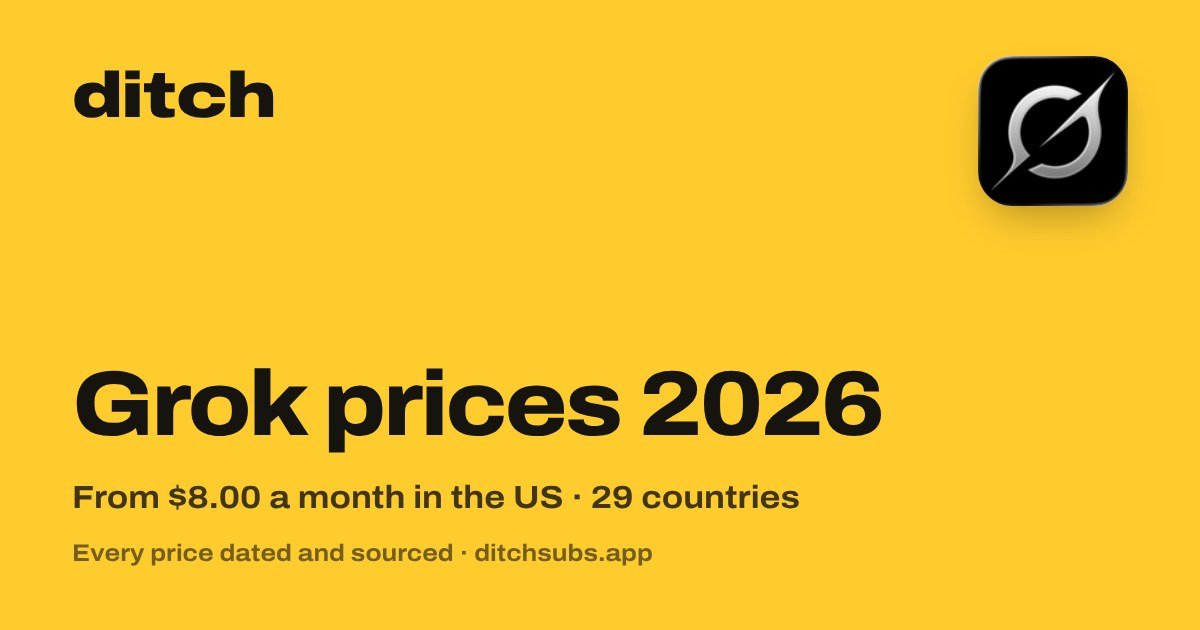 ditch
Grok prices 2026
From $8.00 a month in the US · 29 countries
Every price dated and sourced · ditchsubs.app